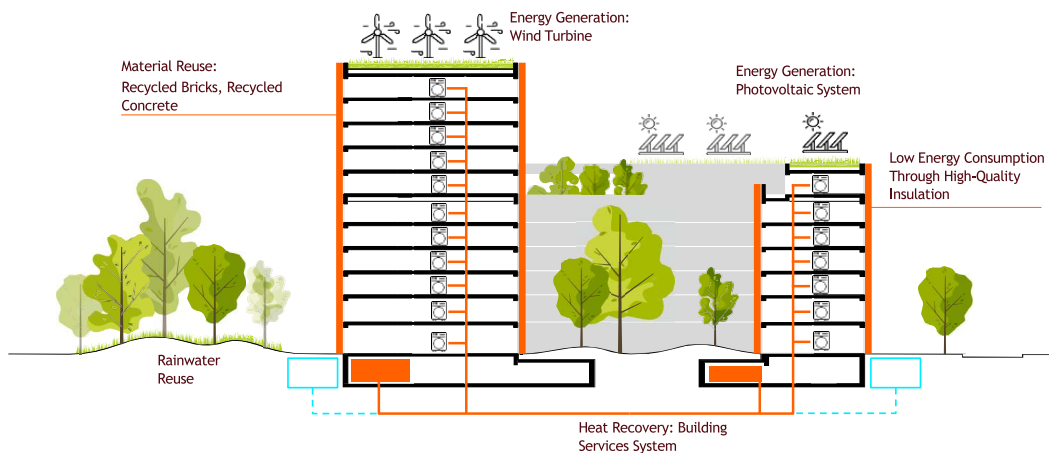 Energy Generation:
Wind Turbine
Material Reuse:
Recycled Bricks, Recycled
Concrete
Energy Generation:
Photovoltaic System
Low Energy Consumption
Through High-Quality
Insulation
Rainwater
Reuse
Heat Recovery: Building
Services System